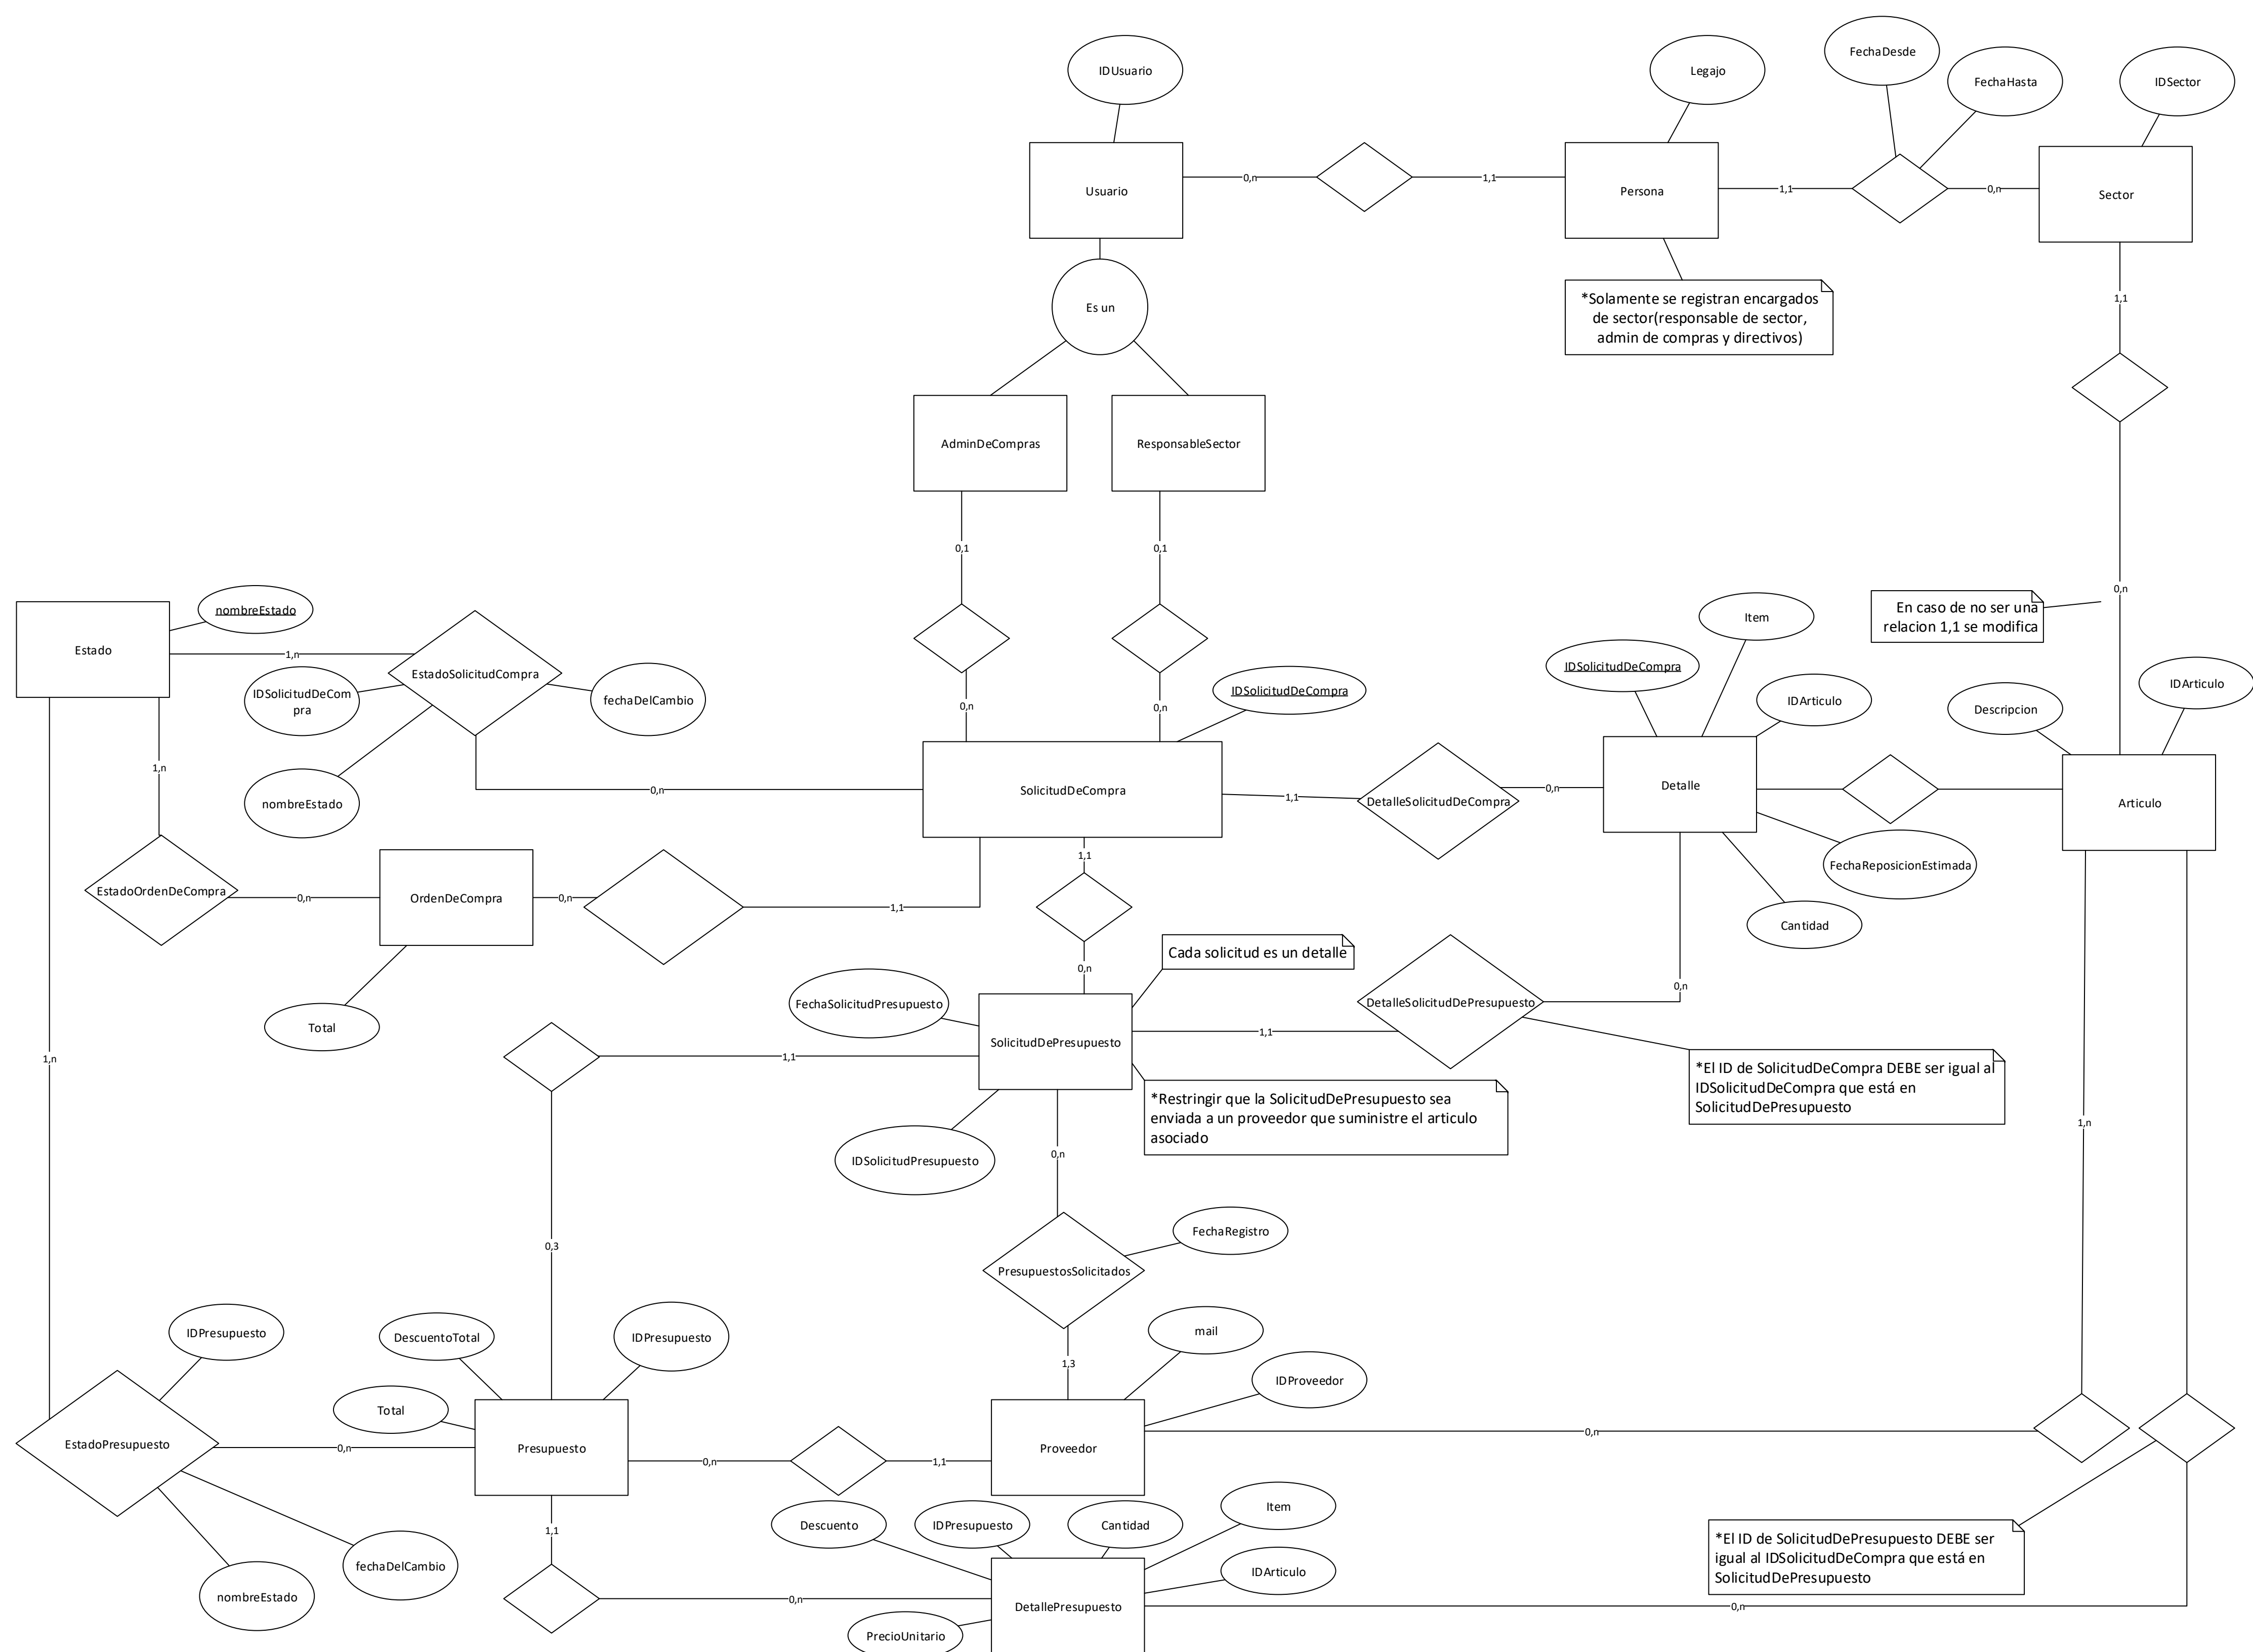 FechaDesde
IDUsuario
Legajo
FechaHasta
IDSector
Usuario
0,n
1,1
Persona
1,1
0,n
Sector
Es un
*Solamente se registran encargados
de sector(responsable de sector,
admin de compras y directivos)
1,1
AdminDeCompras
ResponsableSector
0,1
0,1
0,n
En caso de no ser una
relacion 1,1 se modifica
nombreEstado
Item
Estado
1,n
EstadoSolicitudCompra
IDSolicitudDeCom
pra
fechaDelCambio
IDSolicitudDeCompra
IDSolicitudDeCompra
IDArticulo
Descripcion
IDArticulo
0,n
0,n
1,n
nombreEstado
0,n
SolicitudDeCompra
1,1
DetalleSolicitudDeCompra
0,n
Detalle
Articulo
1,1
FechaReposicionEstimada
EstadoOrdenDeCompra
0,n
OrdenDeCompra
0,n
1,1
Cantidad
Cada solicitud es un detalle
0,n
0,n
FechaSolicitudPresupuesto
DetalleSolicitudDePresupuesto
Total
SolicitudDePresupuesto
1,1
1,n
1,1
*El ID de SolicitudDeCompra DEBE ser igual al
IDSolicitudDeCompra que está en
SolicitudDePresupuesto
*Restringir que la SolicitudDePresupuesto sea
enviada a un proveedor que suministre el articulo
asociado
1,n
IDSolicitudPresupuesto
0,n
FechaRegistro
0,3
PresupuestosSolicitados
IDPresupuesto
DescuentoTotal
IDPresupuesto
mail
1,3
IDProveedor
Total
EstadoPresupuesto
0,n
Presupuesto
0,n
1,1
Proveedor
0,n
Descuento
IDPresupuesto
Cantidad
Item
1,1
*El ID de SolicitudDePresupuesto DEBE ser
igual al IDSolicitudDeCompra que está en
SolicitudDePresupuesto
fechaDelCambio
IDArticulo
nombreEstado
0,n
DetallePresupuesto
0,n
PrecioUnitario